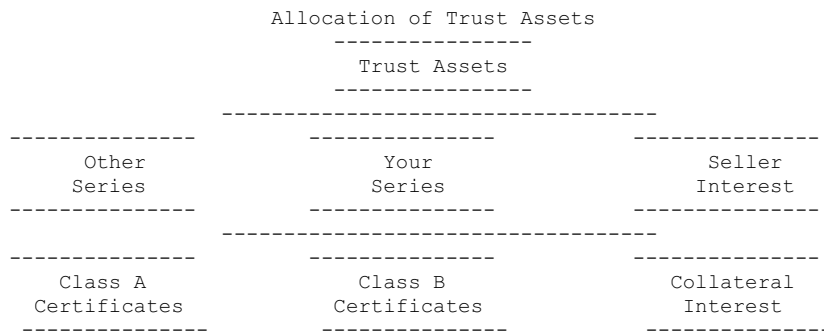 Allocation of Trust Assets
----------------
Trust Assets
----------------
-----------------------------------
--------------- --------------- ---------------
Other Your Seller
Series Series Interest
--------------- --------------- ---------------
-----------------------------------
--------------- --------------- ---------------
Class A Class B Collateral
Certificates Certificates Interest
--------------- --------------- ---------------